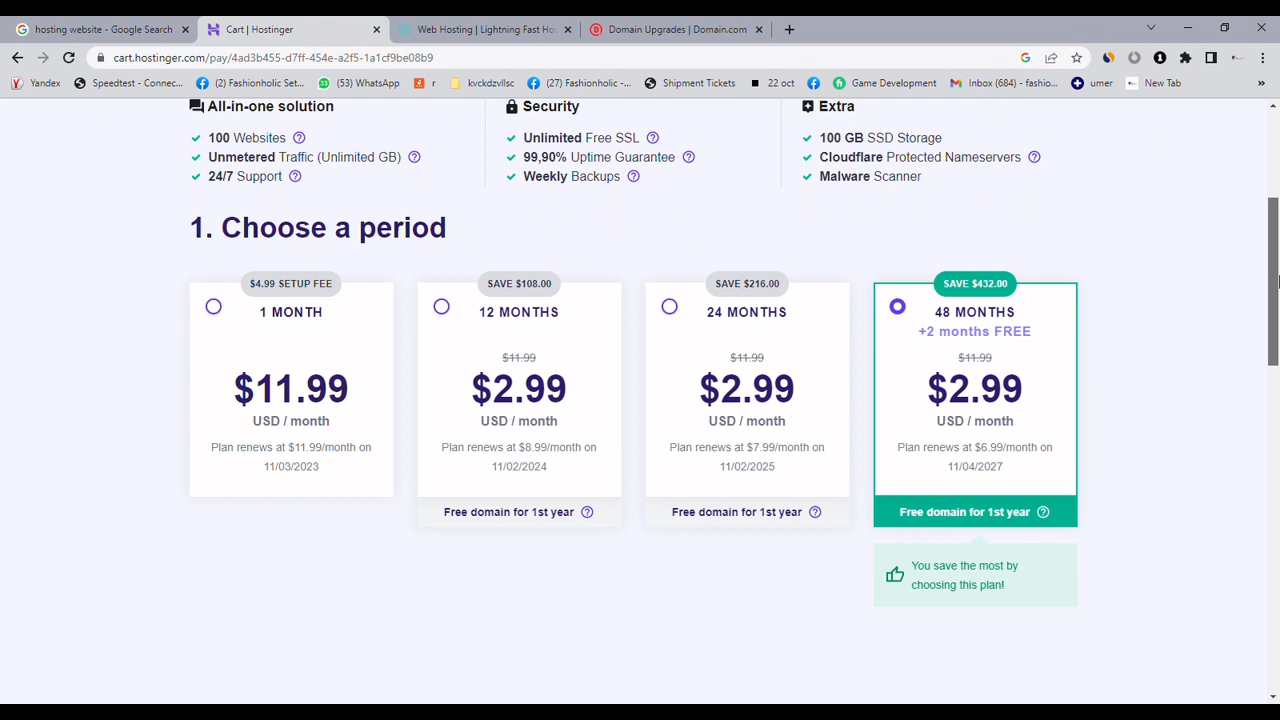 hosting website - Google Search
Cart | Hostinger
Web Hosting | Lightning Fast Hos
Domain Upgrades | Domain.com
cart.hostinger.com/pay/4ad3b455-d7ff-454e-a2f5-1a1cf9be08b9
Yandex
Speedtest - Connec...
(2) Fashionholic Set...
(53) WhatsApp
r
kvckdzvllsc
(27) Fashionholic -...
Shipment Tickets
22 oct
Game Development
Inbox (684) - fashio...
umer
New Tab
»
All-in-one solution
100 Websites
Unmetered Traffic (Unlimited GB)
24/7 Support
Security
Unlimited Free SSL
99,90% Uptime Guarantee
Weekly Backups
Extra
100 GB SSD Storage
Cloudflare Protected Nameservers
Malware Scanner
1. Choose a period
$4.99 SETUP FEE
1 MONTH
$11.99
USD / month
Plan renews at $11.99/month on
11/03/2023
SAVE $108.00
12 MONTHS
$11.99
$2.99
USD / month
Plan renews at $8.99/month on
11/02/2024
Free domain for 1st year
SAVE $216.00
24 MONTHS
$11.99
$2.99
USD / month
Plan renews at $7.99/month on
11/02/2025
Free domain for 1st year
SAVE $432.00
48 MONTHS
+2 months FREE
$11.99
$2.99
USD / month
Plan renews at $6.99/month on
11/04/2027
Free domain for 1st year
You save the most by
choosing this plan!